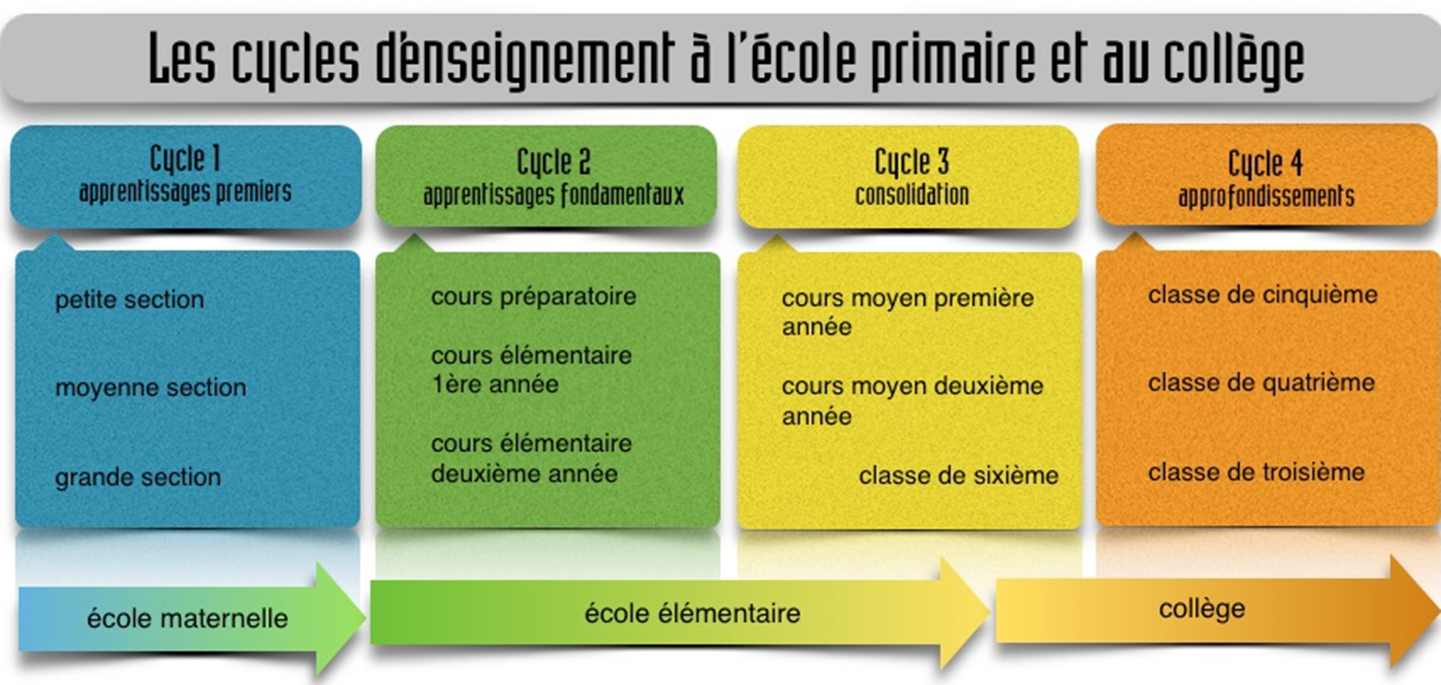 Les cycles d'enseignement à l'école primaire et au collège
Cycle 1
apprentissages premiers
petite section
moyenne section
grande section
Cycle 2
apprentissages fondamentaux
cours préparatoire
cours élémentaire
1ère année
cours élémentaire
deuxième année
Cycle 3
consolidation
cours moyen première
année
cours moyen deuxième
année
classe de sixième
Cycle 4
approfondissements
classe de cinquième
classe de quatrième
classe de troisième
école maternelle
école élémentaire
collège